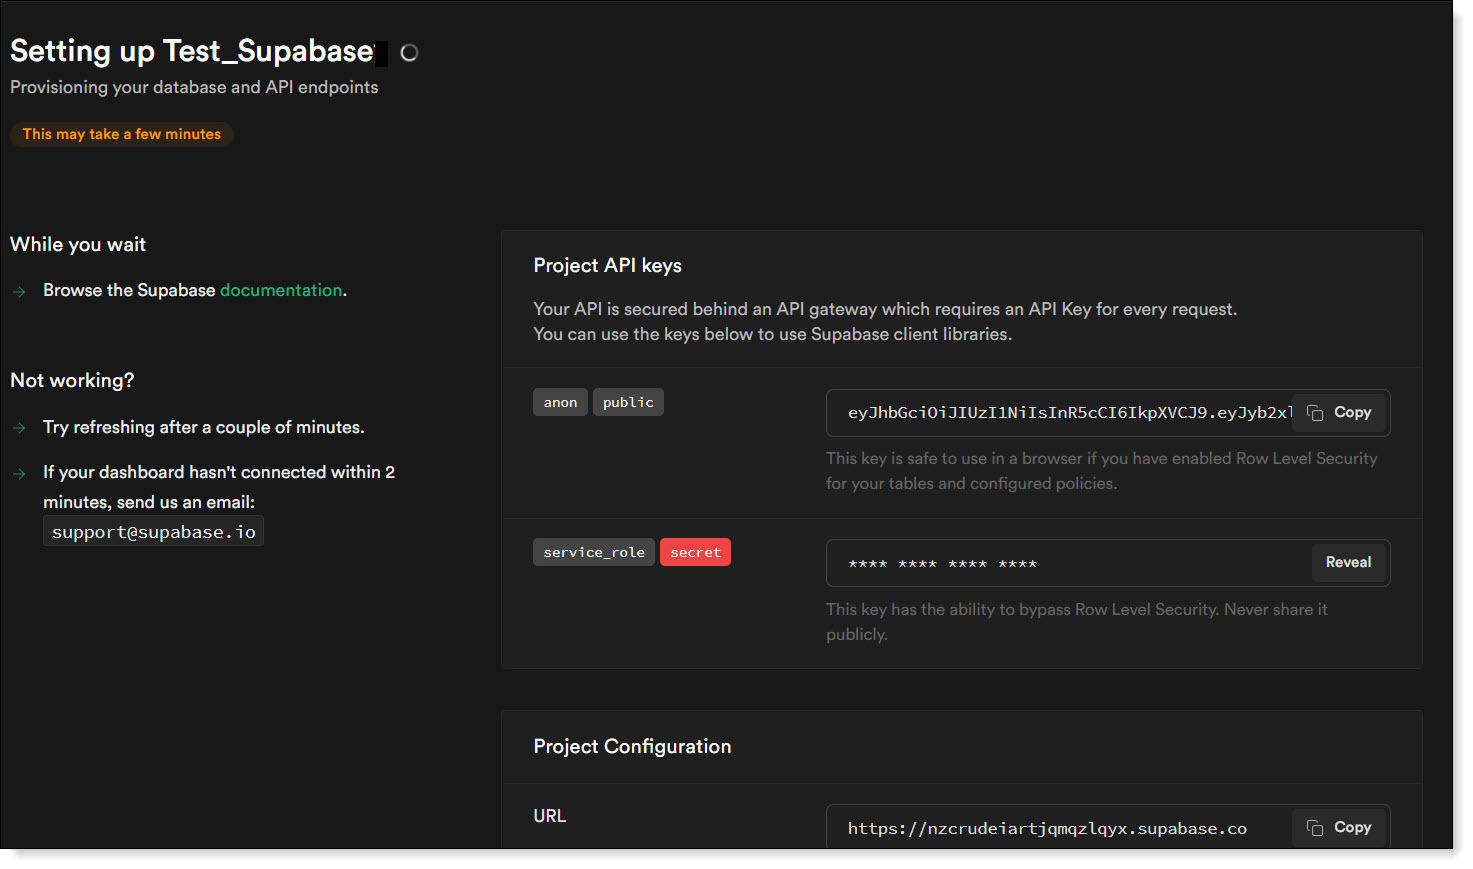 Setting up Test_Supabase
Provisioning your database and API endpoints
This may take a few minutes
While you wait
Browse the Supabase documentation.
Not working?
Try refreshing after a couple of minutes.
If your dashboard hasn't connected within 2
minutes, send us an email:
support@supabase.io
Project API keys
Your API is secured behind an API gateway which requires an API Key for every request.
You can use the keys below to use Supabase client libraries.
anon public
eyJhbGciOiJIUzI1NiIsInR5cCI6IkpXVCJ9.eyJyb2xl Copy
This key is safe to use in a browser if you have enabled Row Level Security
for your tables and configured policies.
service_role secret
**** **** **** **** Reveal
This key has the ability to bypass Row Level Security. Never share it
publicly.
Project Configuration
URL
https://nzcrudeiartjqmqzlqyx.supabase.co Copy